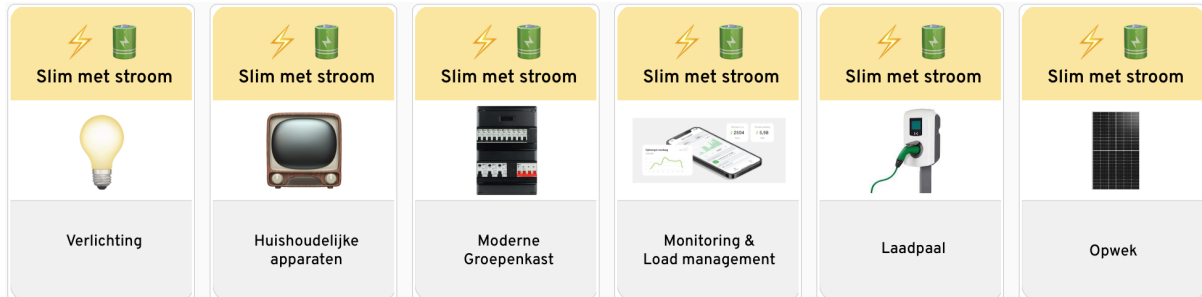 Slim met stroom
Verlichting
Slim met stroom
Huishoudelijke
apparaten
Slim met stroom
Moderne
Groepenkast
Slim met stroom
Monitoring &
Load management
Slim met stroom
Laadpaal
Slim met stroom
Opwek